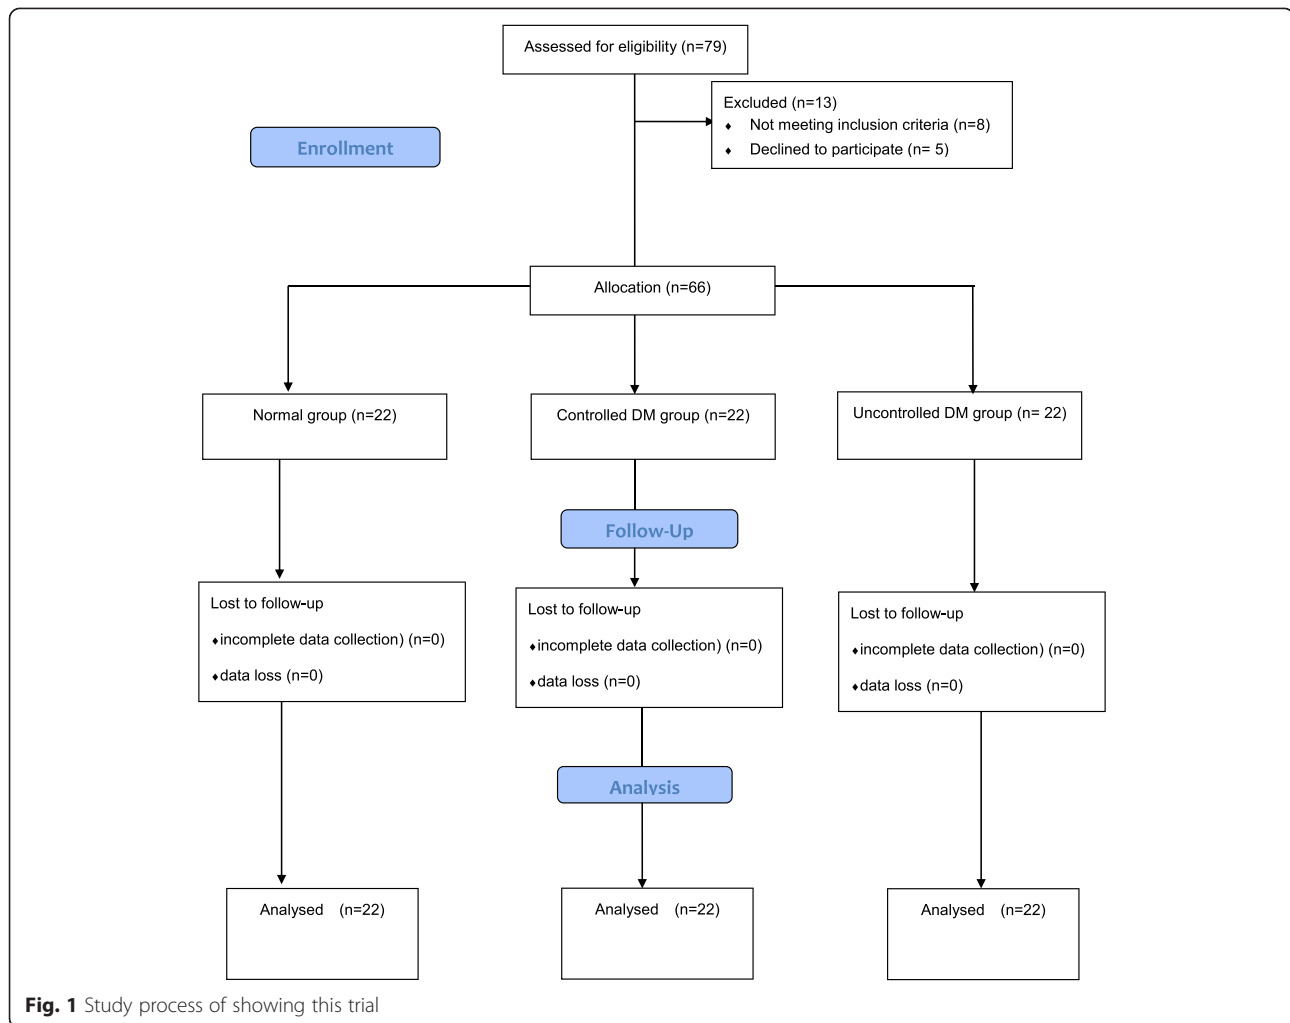 Assessed for eligibility (n=79)
Excluded (n=13)
♦ Not meeting inclusion criteria (n=8)
♦ Declined to participate (n= 5)
Enrollment
Allocation (n=66)
Normal group (n=22)
Controlled DM group (n=22)
Uncontrolled DM group (n= 22)
Follow-Up
Lost to follow-up
♦incomplete data collection) (n=0)
♦data loss (n=0)
Lost to follow-up
♦incomplete data collection) (n=0)
♦data loss (n=0)
Lost to follow-up
♦incomplete data collection) (n=0)
♦data loss (n=0)
Analysis
Analysed (n=22)
Analysed (n=22)
Analysed (n=22)
Fig. 1 Study process of showing this trial